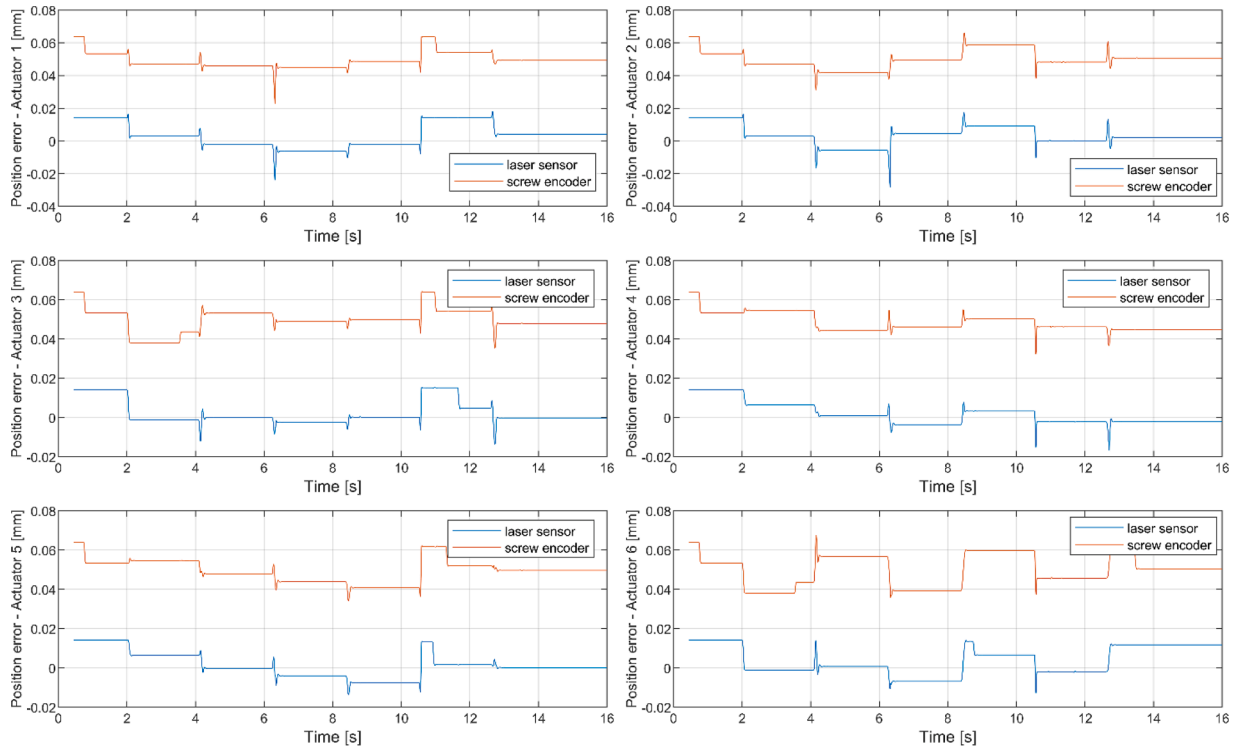 Position error - Actuator 1 [mm]
0.08
0.06
0.04
0.02
0
-0.02
-0.04
laser sensor
screw encoder
0 2 4 6 8 10 12 14 16
Time [s]
Position error - Actuator 2 [mm]
0.08
0.06
0.04
0.02
0
-0.02
-0.04
laser sensor
screw encoder
0 2 4 6 8 10 12 14 16
Time [s]
Position error - Actuator 3 [mm]
0.08
0.06
0.04
0.02
0
-0.02
laser sensor
screw encoder
0 2 4 6 8 10 12 14 16
Time [s]
Position error - Actuator 4 [mm]
0.08
0.06
0.04
0.02
0
-0.02
laser sensor
screw encoder
0 2 4 6 8 10 12 14 16
Time [s]
Position error - Actuator 5 [mm]
0.08
0.06
0.04
0.02
0
-0.02
laser sensor
screw encoder
0 2 4 6 8 10 12 14 16
Time [s]
Position error - Actuator 6 [mm]
0.08
0.06
0.04
0.02
0
-0.02
laser sensor
screw encoder
0 2 4 6 8 10 12 14 16
Time [s]